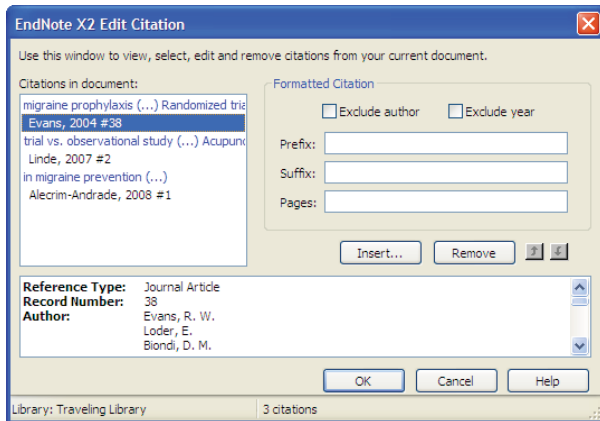 EndNote X2 Edit Citation
Use this window to view, select, edit and remove citations from your current document.
Citations in document:
migraine prophylaxis (...) Randomized tria
Evans, 2004 #38
trial vs. observational study (...) Acupunc
Linde, 2007 #2
in migraine prevention (...)
Alecrim-Andrade, 2008 #1
Formatted Citation
Exclude author Exclude year
Prefix:
Suffix:
Pages:
Insert... Remove
Reference Type: Journal Article
Record Number: 38
Author: Evans, R. W.
Loder, E.
Biondi, D. M.
OK Cancel Help
Library: Traveling Library 3 citations